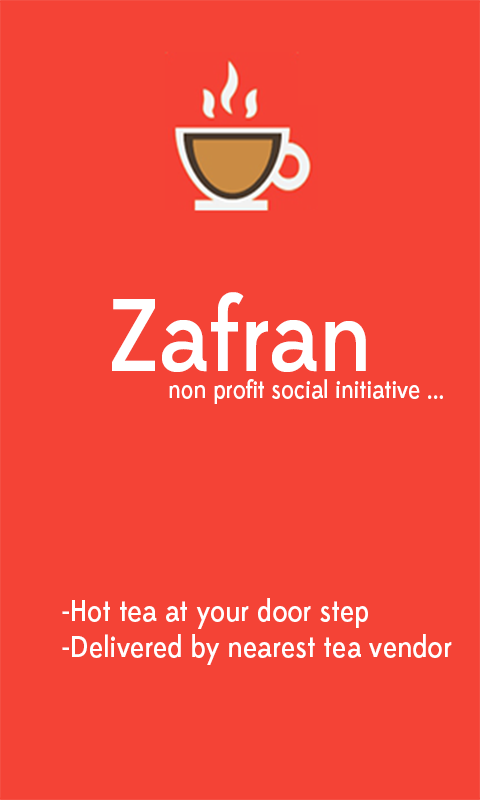 Zafran
non profit social initiative ...
-Hot tea at your door step
-Delivered by nearest tea vendor